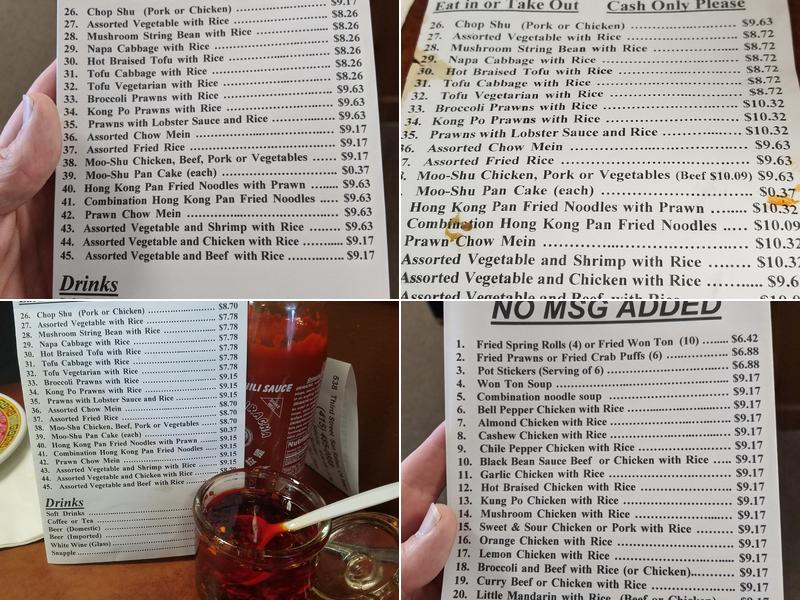 26. Chop Shu (Pork or Chicken) $9.17
27. Assorted Vegetable with Rice $8.26
28. Mushroom String Bean with Rice $8.26
29. Napa Cabbage with Rice $8.26
30. Hot Braised Tofu with Rice $8.26
31. Tofu Cabbage with Rice $8.26
32. Tofu Vegetarian with Rice $8.26
33. Broccoli Prawns with Rice $9.63
34. Kong Po Prawns with Rice $9.63
35. Prawns with Lobster Sauce and Rice $9.63
36. Assorted Chow Mein $9.17
37. Assorted Fried Rice $9.17
38. Moo-Shu Chicken, Beef, Pork or Vegetables $9.17
39. Moo-Shu Pan Cake (each) $0.37
40. Hong Kong Pan Fried Noodles with Prawn $9.63
41. Combination Hong Kong Pan Fried Noodles $9.63
42. Prawn Chow Mein $9.63
43. Assorted Vegetable and Shrimp with Rice $9.63
44. Assorted Vegetable and Chicken with Rice $9.17
45. Assorted Vegetable and Beef with Rice $9.17
Drinks
Eat in or Take Out Cash Only Please
26. Chop Shu (Pork or Chicken) $9.63
27. Assorted Vegetable with Rice $8.72
28. Mushroom String Bean with Rice $8.72
29. Napa Cabbage with Rice $8.72
30. Hot Braised Tofu with Rice $8.72
31. Tofu Cabbage with Rice $8.72
32. Tofu Vegetarian with Rice $8.72
33. Broccoli Prawns with Rice $10.32
34. Kong Po Prawns with Rice $10.32
35. Prawns with Lobster Sauce and Rice $10.32
36. Assorted Chow Mein $9.63
7. Assorted Fried Rice $9.63
. Moo-Shu Chicken, Pork or Vegetables (Beef $10.09) $9.63
Moo-Shu Pan Cake (each) $0.37
Hong Kong Pan Fried Noodles with Prawn $10.32
Combination Hong Kong Pan Fried Noodles $10.09
Prawn Chow Mein $10.32
Assorted Vegetable and Shrimp with Rice $10.32
Assorted Vegetable and Chicken with Rice $9.6
Assorted Vegetable and Beef with Rice
26. Chop Shu (Pork or Chicken) $8.70
27. Assorted Vegetable with Rice $7.78
28. Mushroom String Bean with Rice $7.78
29. Napa Cabbage with Rice $7.78
30. Hot Braised Tofu with Rice $7.78
31. Tofu Cabbage with Rice $7.78
32. Tofu Vegetarian with Rice $7.78
33. Broccoli Prawns with Rice $9.15
34. Kong Po Prawns with Rice $9.15
35. Prawns with Lobster Sauce and Rice $9.15
36. Assorted Chow Mein $8.70
37. Assorted Fried Rice $8.70
38. Moo-Shu Chicken, Beef, Pork or Vegetables $8.70
39. Moo-Shu Pan Cake (each) $0.37
40. Hong Kong Pan Fried Noodles with Prawn $9.15
41. Combination Hong Kong Pan Fried Noodles $9.15
42. Prawn Chow Mein $9.15
43. Assorted Vegetable and Shrimp with Rice $9.15
44. Assorted Vegetable and Chicken with Rice
45. Assorted Vegetable and Beef with Rice
Drinks
Soft Drinks
Coffee or Tea
Beer (Domestic)
Beer (Imported)
White Wine (Glass)
Snapple
CHILI SAUCE
SRIRACHA
538 Third Street
NO MSG ADDED
1. Fried Spring Rolls (4) or Fried Won Ton (10) $6.42
2. Fried Prawns or Fried Crab Puffs (6) $6.88
3. Pot Stickers (Serving of 6) $6.88
4. Won Ton Soup $9.17
5. Combination noodle soup $9.17
6. Bell Pepper Chicken with Rice $9.17
7. Almond Chicken with Rice $9.17
8. Cashew Chicken with Rice $9.17
9. Chile Pepper Chicken with Rice $9.17
10. Black Bean Sauce Beef or Chicken with Rice $9.17
11. Garlic Chicken with Rice $9.17
12. Hot Braised Chicken with Rice $9.17
13. Kung Po Chicken with Rice $9.17
14. Mushroom Chicken with Rice $9.17
15. Sweet & Sour Chicken or Pork with Rice $9.17
16. Orange Chicken with Rice $9.17
17. Lemon Chicken with Rice $9.17
18. Broccoli and Beef with Rice (or Chicken) $9.17
19. Curry Beef or Chicken with Rice $9.17
20. Little Mandarin with Rice (Beef or Chicken)